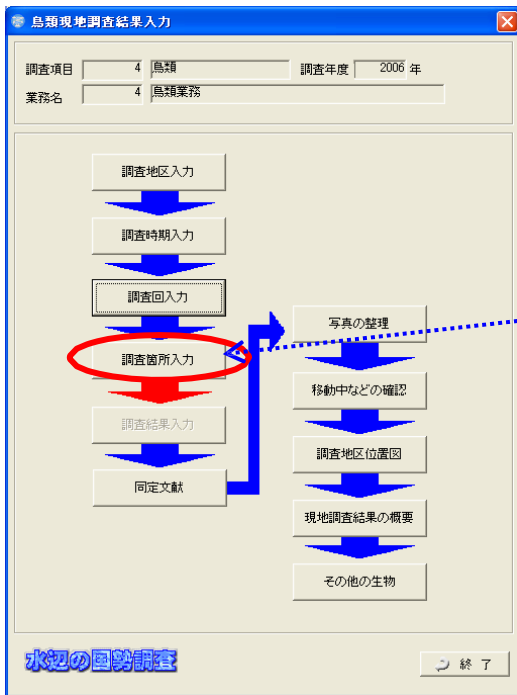 鳥類現地調査結果入力
調査項目 4 鳥類 調査年度 2006 年
業務名 4 鳥類業務
調査地区入力
調査時期入力
調査回入力
調査箇所入力
調査結果入力
同定文献
写真の整理
移動中などの確認
調査地区位置図
現地調査結果の概要
その他の生物
水辺の国勢調査
終 了